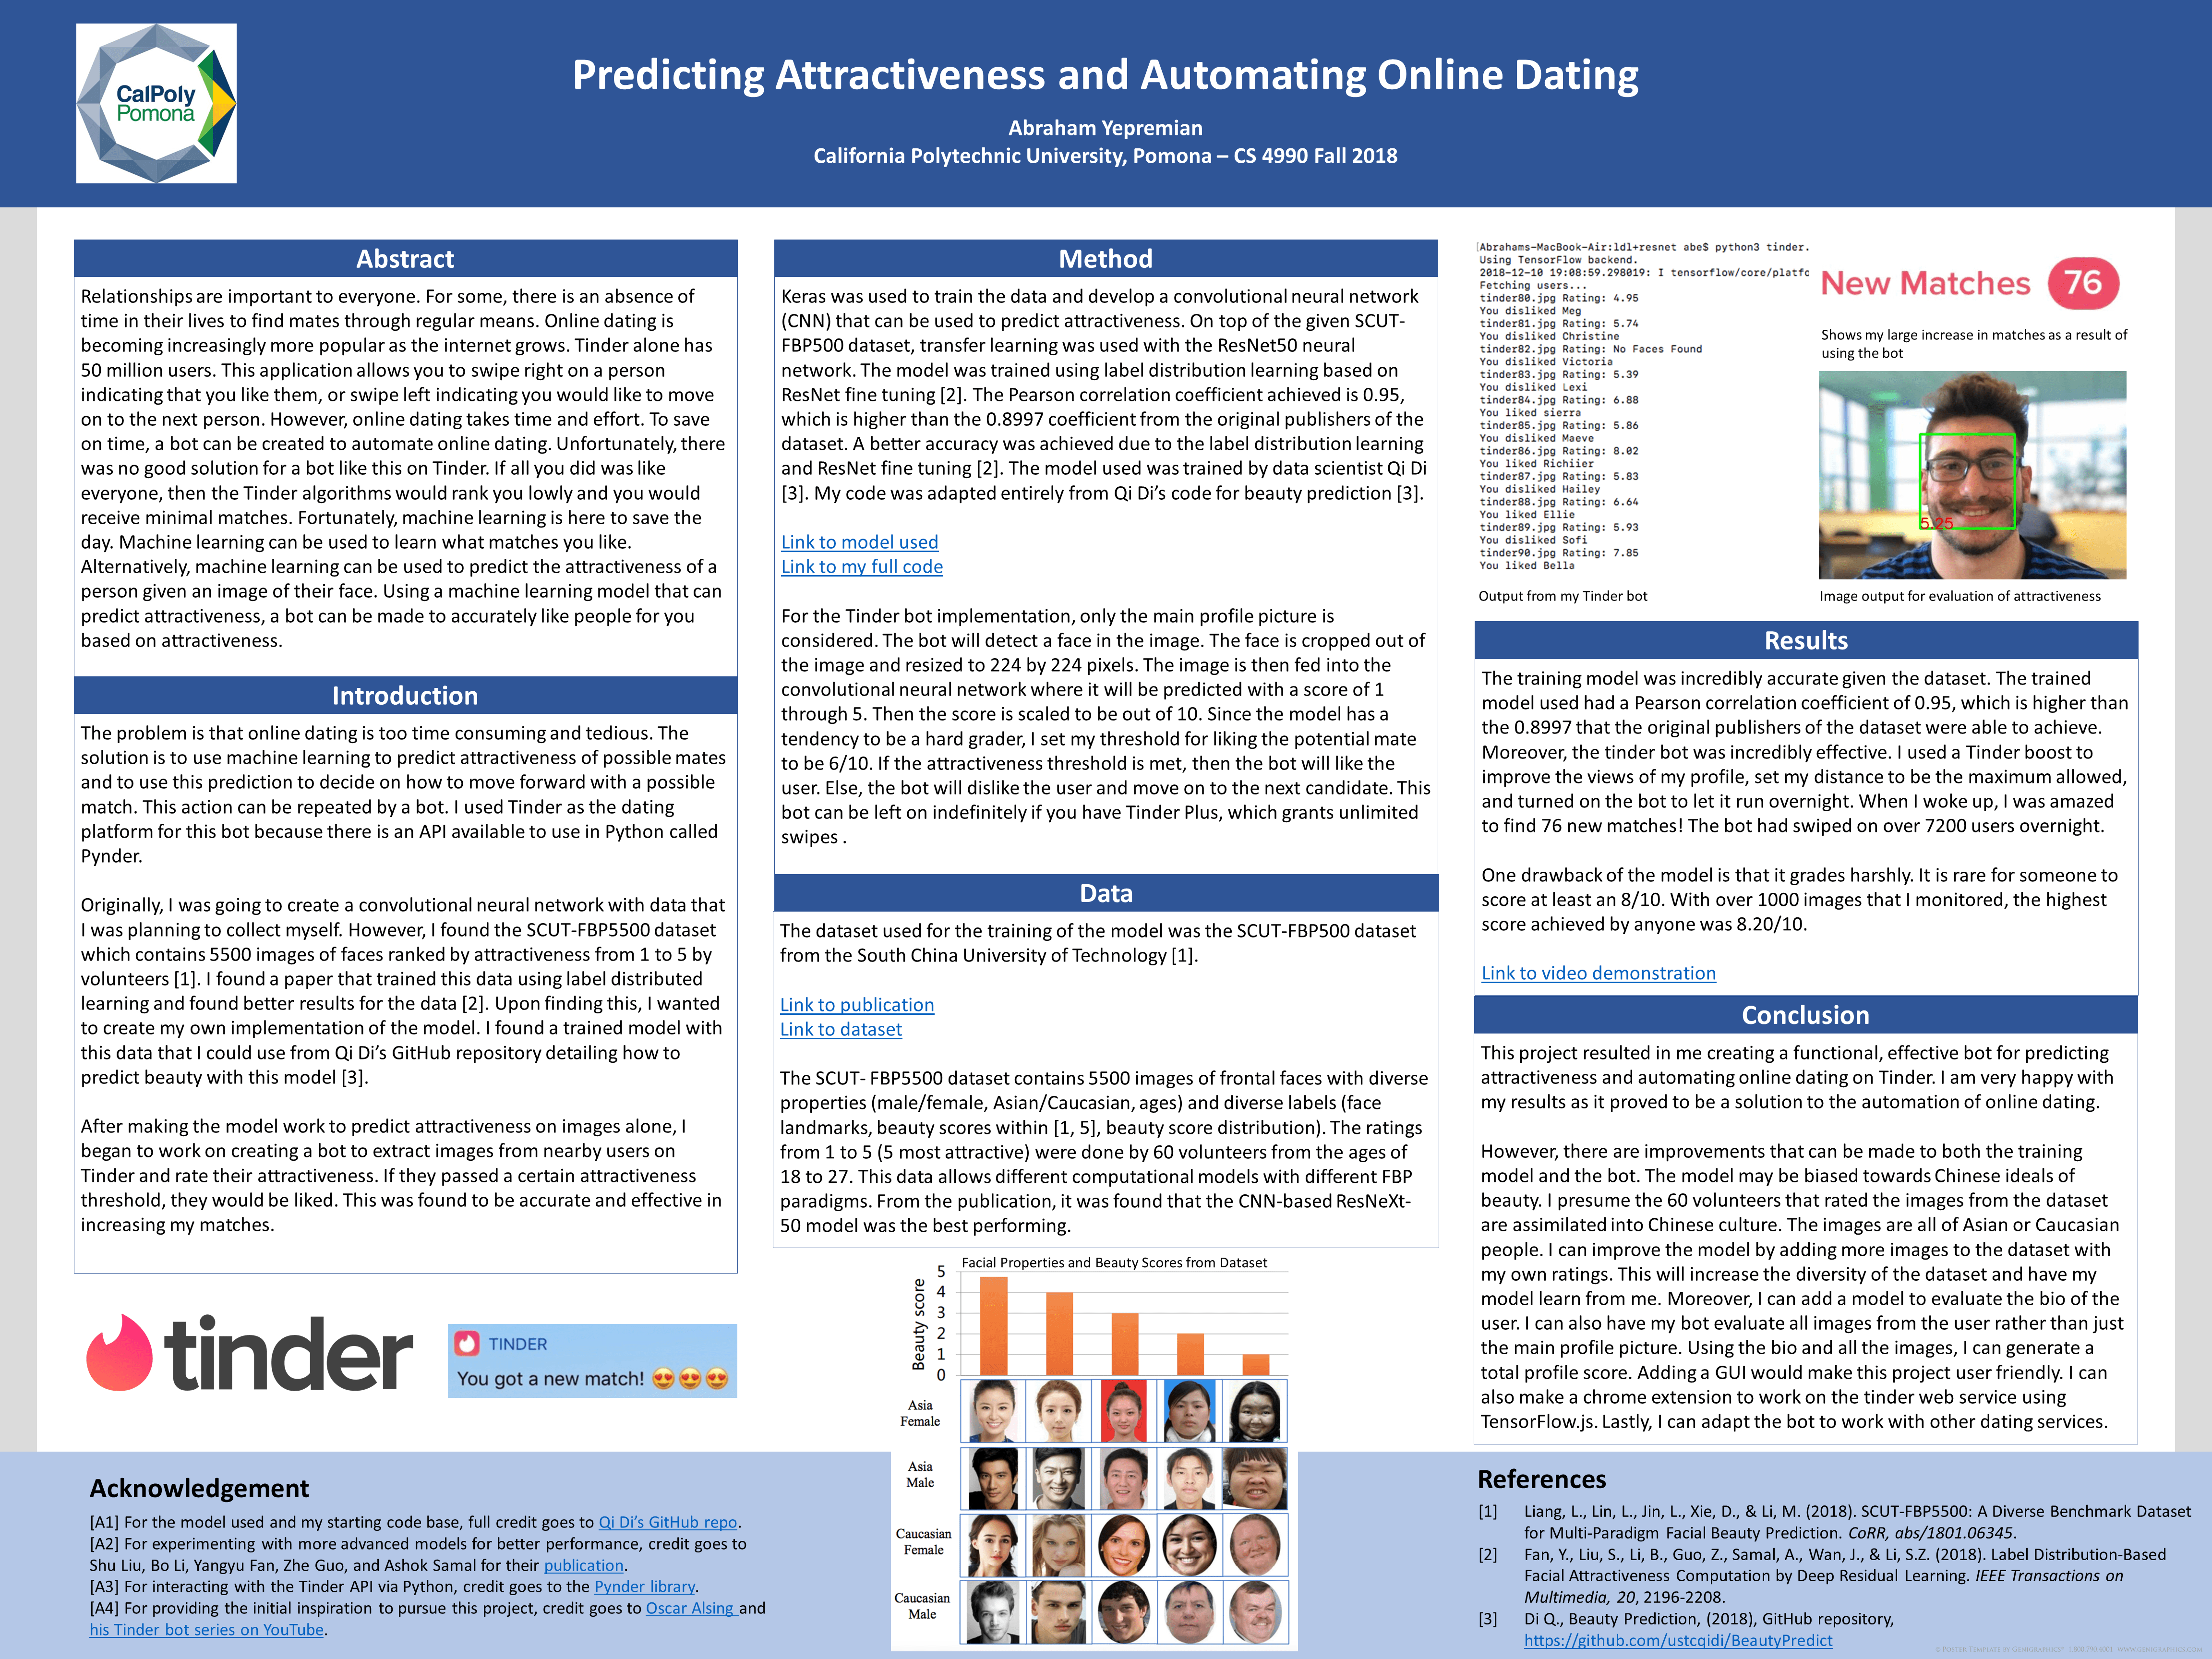 CalPoly
Pomona
Predicting Attractiveness and Automating Online Dating
Abraham Yepremian
California Polytechnic University, Pomona – CS 4990 Fall 2018
Abstract
Relationships are important to everyone. For some, there is an absence of
time in their lives to find mates through regular means. Online dating is
becoming increasingly more popular as the internet grows. Tinder alone has
50 million users. This application allows you to swipe right on a person
indicating that you like them, or swipe left indicating you would like to move
on to the next person. However, online dating takes time and effort. To save
on time, a bot can be created to automate online dating. Unfortunately, there
was no good solution for a bot like this on Tinder. If all you did was like
everyone, then the Tinder algorithms would rank you lowly and you would
receive minimal matches. Fortunately, machine learning is here to save the
day. Machine learning can be used to learn what matches you like.
Alternatively, machine learning can be used to predict the attractiveness of a
person given an image of their face. Using a machine learning model that can
predict attractiveness, a bot can be made to accurately like people for you
based on attractiveness.
Introduction
The problem is that online dating is too time consuming and tedious. The
solution is to use machine learning to predict attractiveness of possible mates
and to use this prediction to decide on how to move forward with a possible
match. This action can be repeated by a bot. I used Tinder as the dating
platform for this bot because there is an API available to use in Python called
Pynder.
Originally, I was going to create a convolutional neural network with data that
I was planning to collect myself. However, I found the SCUT-FBP5500 dataset
which contains 5500 images of faces ranked by attractiveness from 1 to 5 by
volunteers [1]. I found a paper that trained this data using label distributed
learning and found better results for the data [2]. Upon finding this, I wanted
to create my own implementation of the model. I found a trained model with
this data that I could use from Qi Di’s GitHub repository detailing how to
predict beauty with this model [3].
After making the model work to predict attractiveness on images alone, I
began to work on creating a bot to extract images from nearby users on
Tinder and rate their attractiveness. If they passed a certain attractiveness
threshold, they would be liked. This was found to be accurate and effective in
increasing my matches.
tinder
TINDER
You got a new match! 😍😍😍
Method
Keras was used to train the data and develop a convolutional neural network
(CNN) that can be used to predict attractiveness. On top of the given SCUT-
FBP500 dataset, transfer learning was used with the ResNet50 neural
network. The model was trained using label distribution learning based on
ResNet fine tuning [2]. The Pearson correlation coefficient achieved is 0.95,
which is higher than the 0.8997 coefficient from the original publishers of the
dataset. A better accuracy was achieved due to the label distribution learning
and ResNet fine tuning [2]. The model used was trained by data scientist Qi Di
[3]. My code was adapted entirely from Qi Di’s code for beauty prediction [3].
Link to model used
Link to my full code
For the Tinder bot implementation, only the main profile picture is
considered. The bot will detect a face in the image. The face is cropped out of
the image and resized to 224 by 224 pixels. The image is then fed into the
convolutional neural network where it will be predicted with a score of 1
through 5. Then the score is scaled to be out of 10. Since the model has a
tendency to be a hard grader, I set my threshold for liking the potential mate
to be 6/10. If the attractiveness threshold is met, then the bot will like the
user. Else, the bot will dislike the user and move on to the next candidate. This
bot can be left on indefinitely if you have Tinder Plus, which grants unlimited
swipes .
Data
The dataset used for the training of the model was the SCUT-FBP500 dataset
from the South China University of Technology [1].
Link to publication
Link to dataset
The SCUT- FBP5500 dataset contains 5500 images of frontal faces with diverse
properties (male/female, Asian/Caucasian, ages) and diverse labels (face
landmarks, beauty scores within [1, 5], beauty score distribution). The ratings
from 1 to 5 (5 most attractive) were done by 60 volunteers from the ages of
18 to 27. This data allows different computational models with different FBP
paradigms. From the publication, it was found that the CNN-based ResNeXt-
50 model was the best performing.
Facial Properties and Beauty Scores from Dataset
Beauty score
5
4
3
2
1
0
Asia
Female
Asia
Male
Caucasian
Female
Caucasian
Male
Abrahams-MacBook-Air:ldl+resnet abe$ python3 tinder.
Using TensorFlow backend.
2018-12-10 19:08:59.298019: I tensorflow/core/platfo
Fetching users...
tinder80.jpg Rating: 4.95
You disliked Meg
tinder81.jpg Rating: 5.74
You disliked Christine
tinder82.jpg Rating: No Faces Found
You disliked Victoria
tinder83.jpg Rating: 5.39
You disliked Lexi
tinder84.jpg Rating: 6.88
You liked sierra
tinder85.jpg Rating: 5.86
You disliked Maeve
tinder86.jpg Rating: 8.02
You liked Richiier
tinder87.jpg Rating: 5.83
You disliked Hailey
tinder88.jpg Rating: 6.64
You liked Ellie
tinder89.jpg Rating: 5.93
You disliked Sofi
tinder90.jpg Rating: 7.85
You liked Bella
Output from my Tinder bot
New Matches 76
Shows my large increase in matches as a result of
using the bot
5.25
Image output for evaluation of attractiveness
Results
The training model was incredibly accurate given the dataset. The trained
model used had a Pearson correlation coefficient of 0.95, which is higher than
the 0.8997 that the original publishers of the dataset were able to achieve.
Moreover, the tinder bot was incredibly effective. I used a Tinder boost to
improve the views of my profile, set my distance to be the maximum allowed,
and turned on the bot to let it run overnight. When I woke up, I was amazed
to find 76 new matches! The bot had swiped on over 7200 users overnight.
One drawback of the model is that it grades harshly. It is rare for someone to
score at least an 8/10. With over 1000 images that I monitored, the highest
score achieved by anyone was 8.20/10.
Link to video demonstration
Conclusion
This project resulted in me creating a functional, effective bot for predicting
attractiveness and automating online dating on Tinder. I am very happy with
my results as it proved to be a solution to the automation of online dating.
However, there are improvements that can be made to both the training
model and the bot. The model may be biased towards Chinese ideals of
beauty. I presume the 60 volunteers that rated the images from the dataset
are assimilated into Chinese culture. The images are all of Asian or Caucasian
people. I can improve the model by adding more images to the dataset with
my own ratings. This will increase the diversity of the dataset and have my
model learn from me. Moreover, I can add a model to evaluate the bio of the
user. I can also have my bot evaluate all images from the user rather than just
the main profile picture. Using the bio and all the images, I can generate a
total profile score. Adding a GUI would make this project user friendly. I can
also make a chrome extension to work on the tinder web service using
TensorFlow.js. Lastly, I can adapt the bot to work with other dating services.
Acknowledgement
[A1] For the model used and my starting code base, full credit goes to Qi Di’s GitHub repo.
[A2] For experimenting with more advanced models for better performance, credit goes to
Shu Liu, Bo Li, Yangyu Fan, Zhe Guo, and Ashok Samal for their publication.
[A3] For interacting with the Tinder API via Python, credit goes to the Pynder library.
[A4] For providing the initial inspiration to pursue this project, credit goes to Oscar Alsing and
his Tinder bot series on YouTube.
References
[1] Liang, L., Lin, L., Jin, L., Xie, D., & Li, M. (2018). SCUT-FBP5500: A Diverse Benchmark Dataset
for Multi-Paradigm Facial Beauty Prediction. CoRR, abs/1801.06345.
[2] Fan, Y., Liu, S., Li, B., Guo, Z., Samal, A., Wan, J., & Li, S.Z. (2018). Label Distribution-Based
Facial Attractiveness Computation by Deep Residual Learning. IEEE Transactions on
Multimedia, 20, 2196-2208.
[3] Di Q., Beauty Prediction, (2018), GitHub repository,
https://github.com/ustcqidi/BeautyPredict
© Poster Template by Genigraphics® 1.800.790.4001 www.genigraphics.com